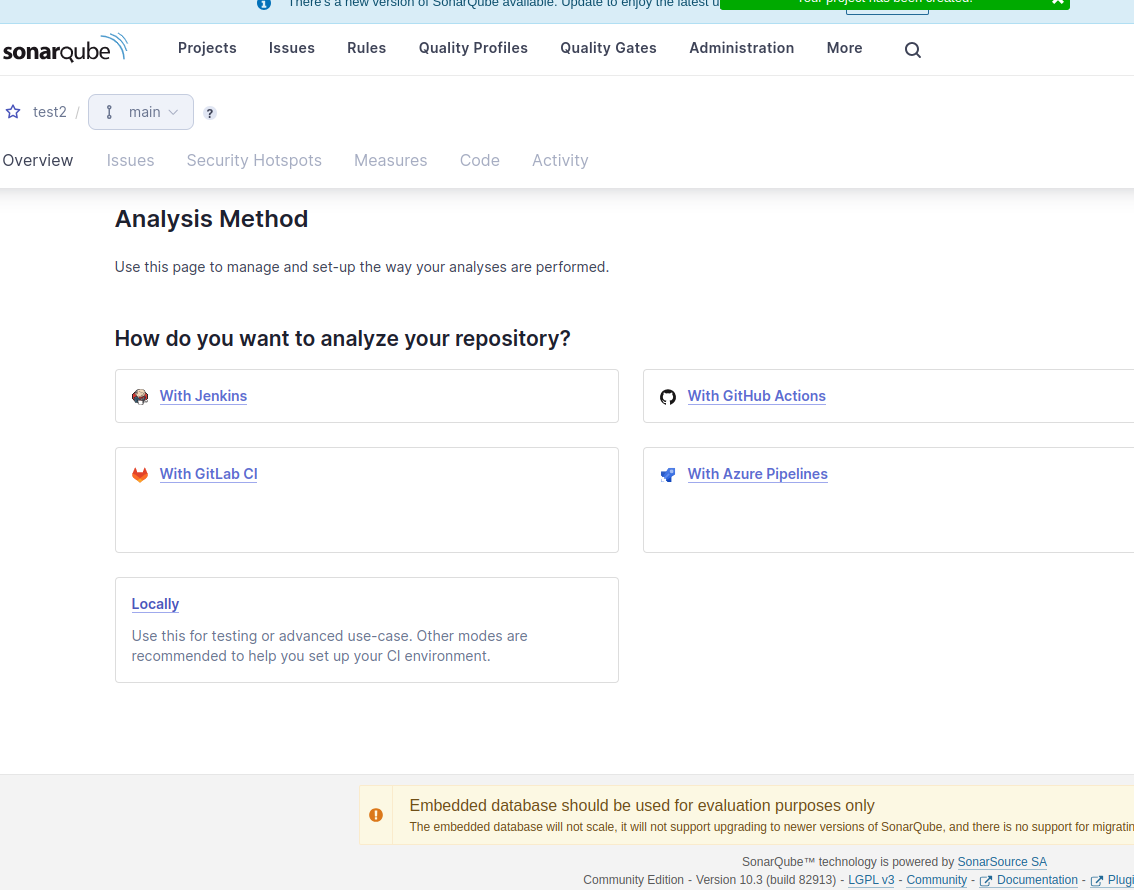 There's a new version of SonarQube available. Update to enjoy the latest u
Your project has been created.
sonarqube
Projects Issues Rules Quality Profiles Quality Gates Administration More
test2 / main ?
Overview Issues Security Hotspots Measures Code Activity
Analysis Method
Use this page to manage and set-up the way your analyses are performed.
How do you want to analyze your repository?
With Jenkins
With GitHub Actions
With GitLab CI
With Azure Pipelines
Locally
Use this for testing or advanced use-case. Other modes are
recommended to help you set up your CI environment.
Embedded database should be used for evaluation purposes only
The embedded database will not scale, it will not support upgrading to newer versions of SonarQube, and there is no support for migratin
SonarQube™ technology is powered by SonarSource SA
Community Edition - Version 10.3 (build 82913) - LGPL v3 - Community - Documentation - Plugi